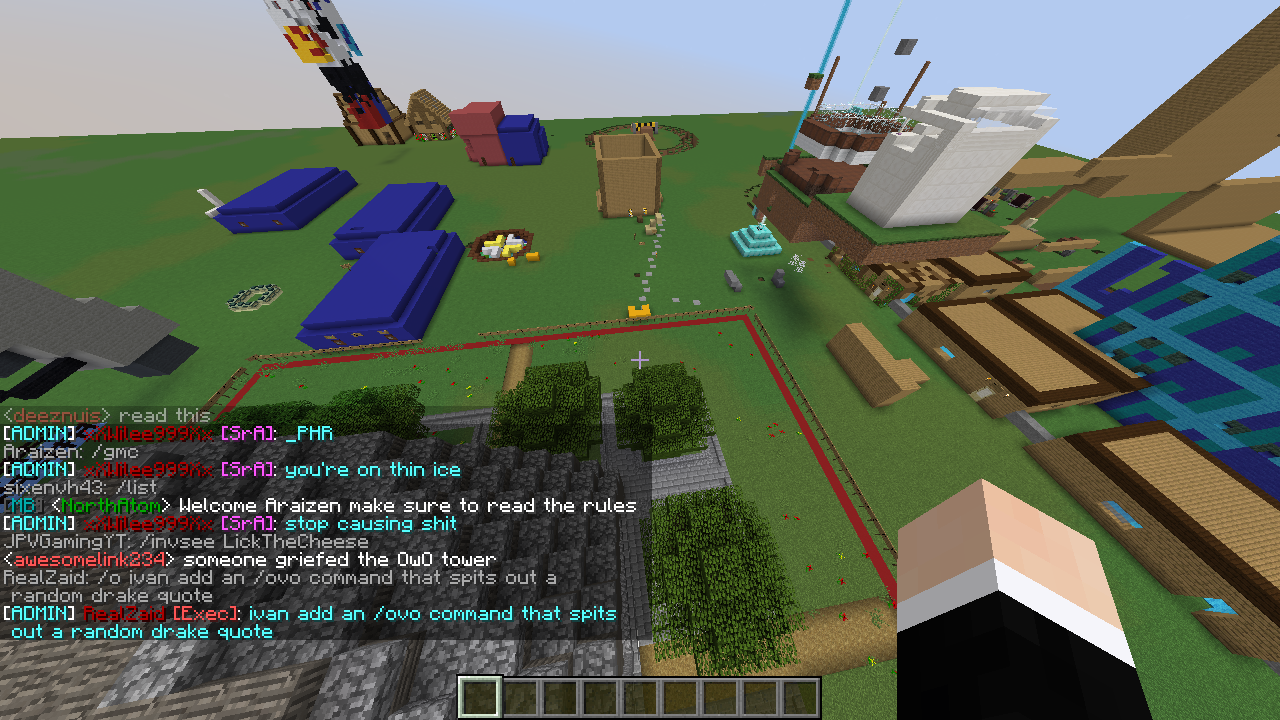 <deeznuis> read this
[ADMIN] xXWilee999Xx [SrA]: _PHR
Araizen: /gmc
[ADMIN] xXWilee999Xx [SrA]: you're on thin ice
sixenvh43: /list
[MB] <NorthAtom> Welcome Araizen make sure to read the rules
[ADMIN] xXWilee999Xx [SrA]: stop causing shit
JPVGamingYT: /invsee LickTheCheese
<awesomelink234> someone griefed the OwO tower
RealZaid: /o ivan add an /ovo command that spits out a
random drake quote
[ADMIN] RealZaid [Exec]: ivan add an /ovo command that spits
out a random drake quote